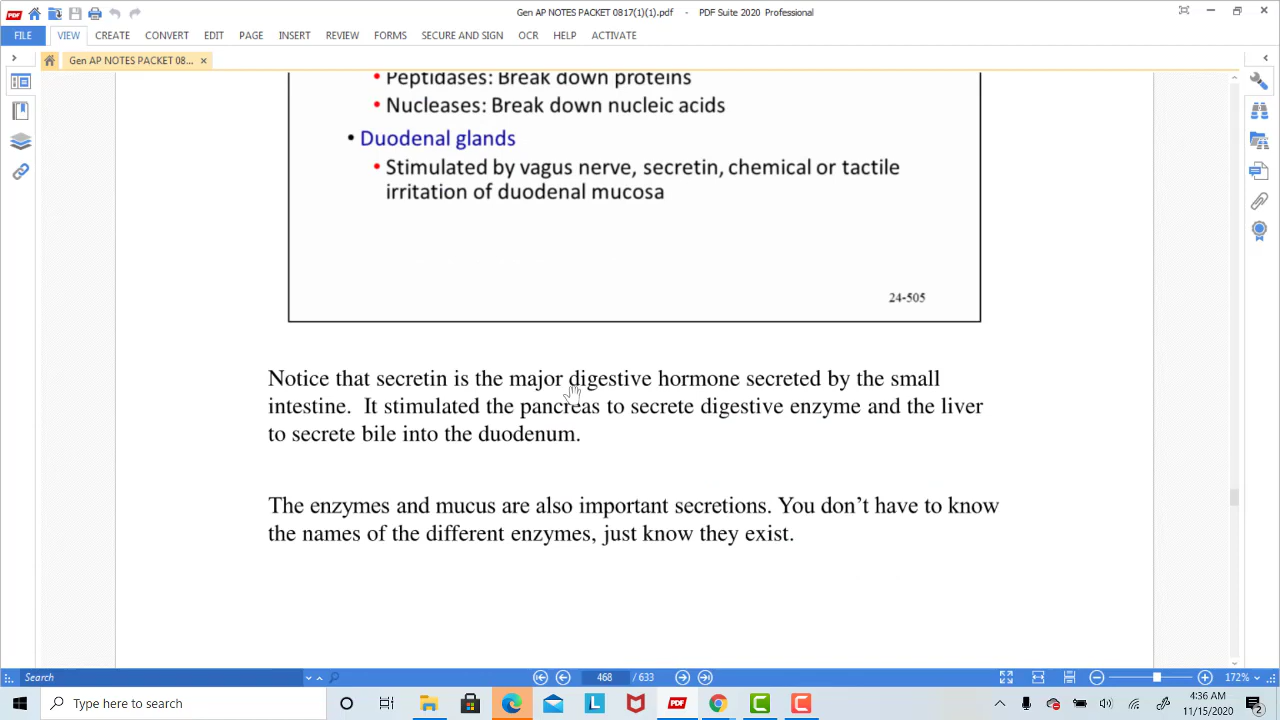 Gen AP NOTES PACKET 0817(1)(1).pdf - PDF Suite 2020 Professional
FILE VIEW CREATE CONVERT EDIT PAGE INSERT REVIEW FORMS SECURE AND SIGN OCR HELP ACTIVATE
Gen AP NOTES PACKET 08... ×
• Peptidases: Break down proteins
• Nucleases: Break down nucleic acids
• Duodenal glands
• Stimulated by vagus nerve, secretin, chemical or tactile
irritation of duodenal mucosa
24-505
Notice that secretin is the major digestive hormone secreted by the small
intestine.  It stimulated the pancreas to secrete digestive enzyme and the liver
to secrete bile into the duodenum.
The enzymes and mucus are also important secretions. You don’t have to know
the names of the different enzymes, just know they exist.
Search 468 / 633 172%
Type here to search
4:36 AM
11/15/2020